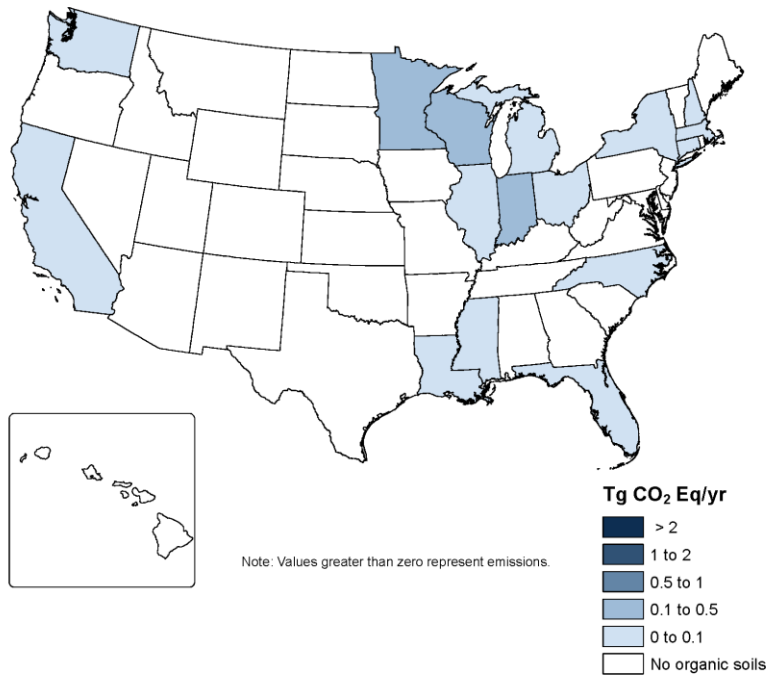 Note: Values greater than zero represent emissions.
Tg CO₂ Eq/yr
> 2
1 to 2
0.5 to 1
0.1 to 0.5
0 to 0.1
No organic soils